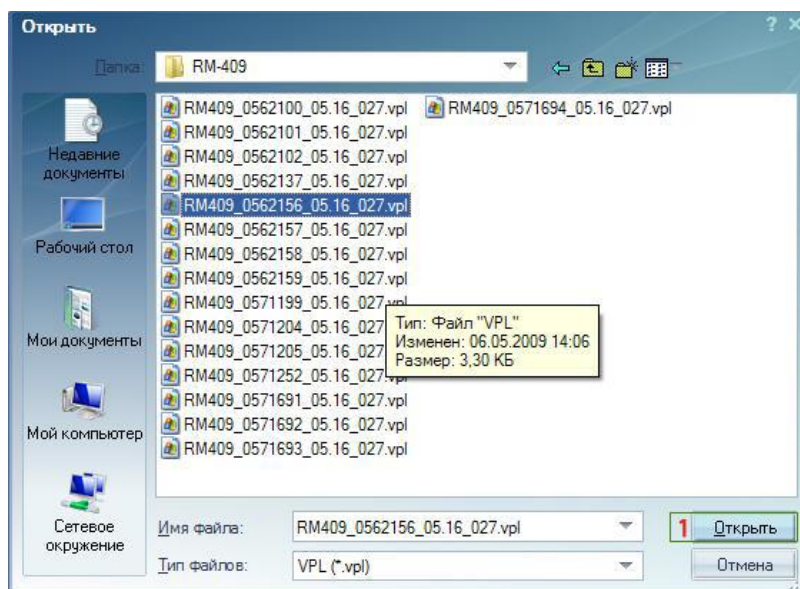 Открыть
Папка:
RM-409
Недавние
документы
Рабочий стол
Мои документы
Мой компьютер
Сетевое
окружение
RM409_0562100_05.16_027.vpl
RM409_0562101_05.16_027.vpl
RM409_0562102_05.16_027.vpl
RM409_0562137_05.16_027.vpl
RM409_0562156_05.16_027.vpl
RM409_0562157_05.16_027.vpl
RM409_0562158_05.16_027.vpl
RM409_0562159_05.16_027.vpl
RM409_0571199_05.16_027.vpl
RM409_0571204_05.16_027
RM409_0571205_05.16_027
RM409_0571252_05.16_027.vpl
RM409_0571691_05.16_027.vpl
RM409_0571692_05.16_027.vpl
RM409_0571693_05.16_027.vpl
RM409_0571694_05.16_027.vpl
Тип: Файл "VPL"
Изменен: 06.05.2009 14:06
Размер: 3,30 КБ
Имя файла:
RM409_0562156_05.16_027.vpl
1 Открыть
Тип файлов:
VPL (*.vpl)
Отмена